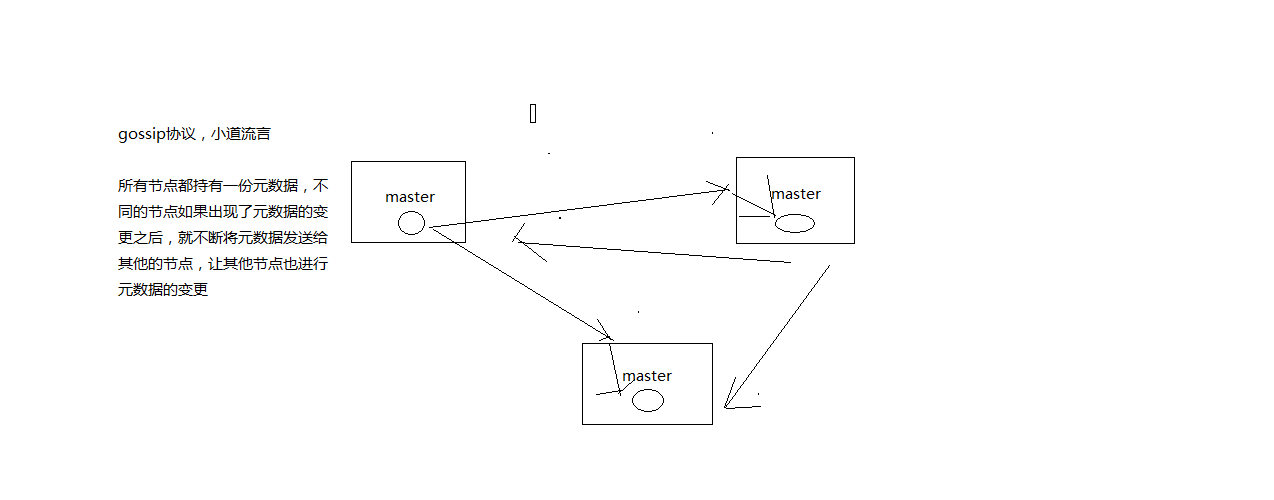 gossip协议，小道流言
所有节点都持有一份元数据，不
同的节点如果出现了元数据的变
更之后，就不断将元数据发送给
其他的节点，让其他节点也进行
元数据的变更
master
master
master